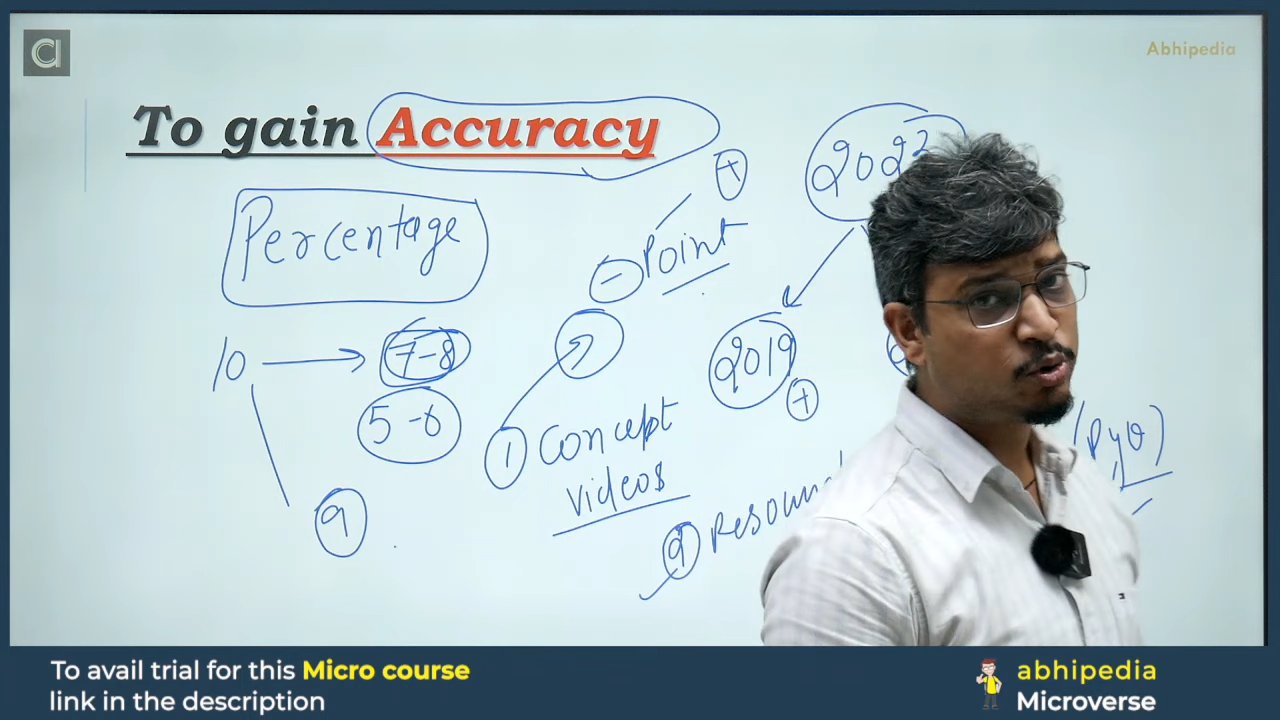 Abhipedia
To gain Accuracy
Percentage
10
7-8
5-6
9
+
- Point
1 Concept
videos
2022
2019
+
2
(PYQ)
To avail trial for this Micro course
link in the description
abhipedia
Microverse